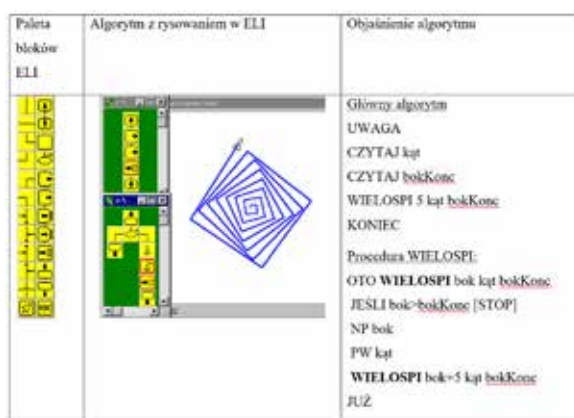 Paleta
bloków
ELI
Algorytm z rysowaniem w ELI
Objaśnienie algorytmu
Główny algorytm
UWAGA
CZYTAJ kąt
CZYTAJ bokKonc
WIELOSPI 5 kąt bokKonc
KONIEC
Procedura WIELOSPI:
OTO WIELOSPI bok kąt bokKonc
JEŚLI bok>bokKonc [STOP]
NP bok
PW kąt
WIELOSPI bok+5 kąt bokKonc
JUŻ